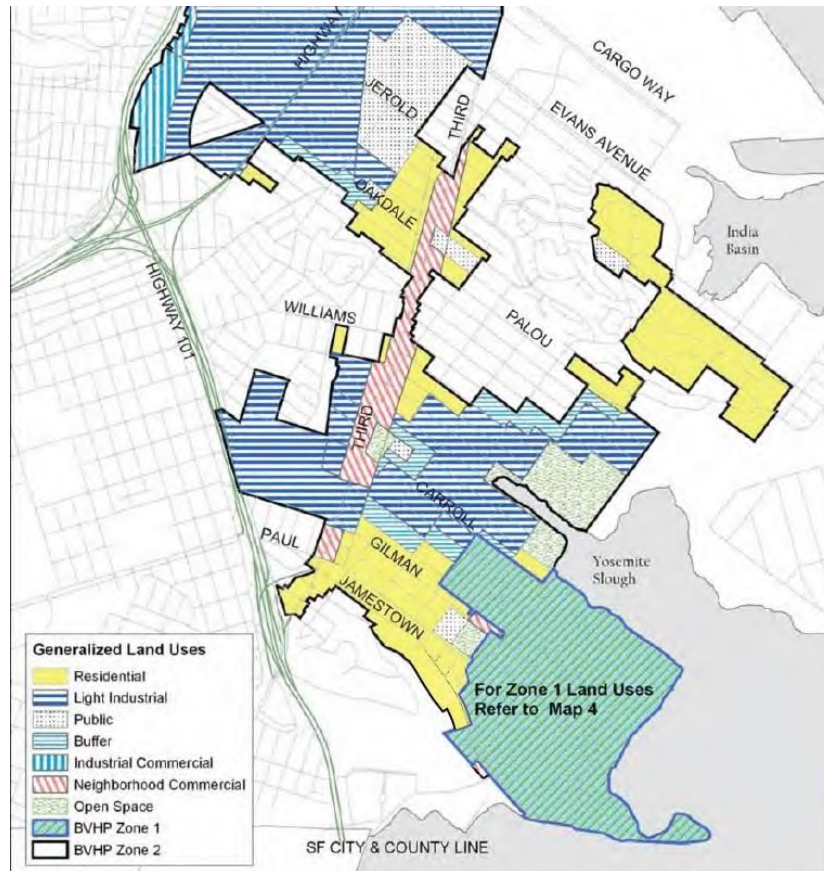 HIGHWAY
CARGO WAY
JEROLD
THIRD
EVANS AVENUE
OAKDALE
India
Basin
HIGHWAY 101
WILLIAMS
PALOU
THIRD
CARROLL
PAUL
GILMAN
Yosemite
Slough
JAMESTOWN
For Zone 1 Land Uses
Refer to Map 4
Generalized Land Uses
Residential
Light Industrial
Public
Buffer
Industrial Commercial
Neighborhood Commercial
Open Space
BVHP Zone 1
BVHP Zone 2
SF CITY & COUNTY LINE